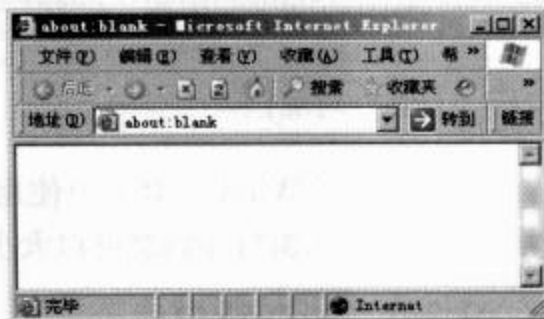 about:blank - Microsoft Internet Explorer
文件(F) 编辑(E) 查看(V) 收藏(A) 工具(T) 帮 »
后退 搜索 收藏夹 »
地址(D) about:blank 转到 链接
完毕 Internet